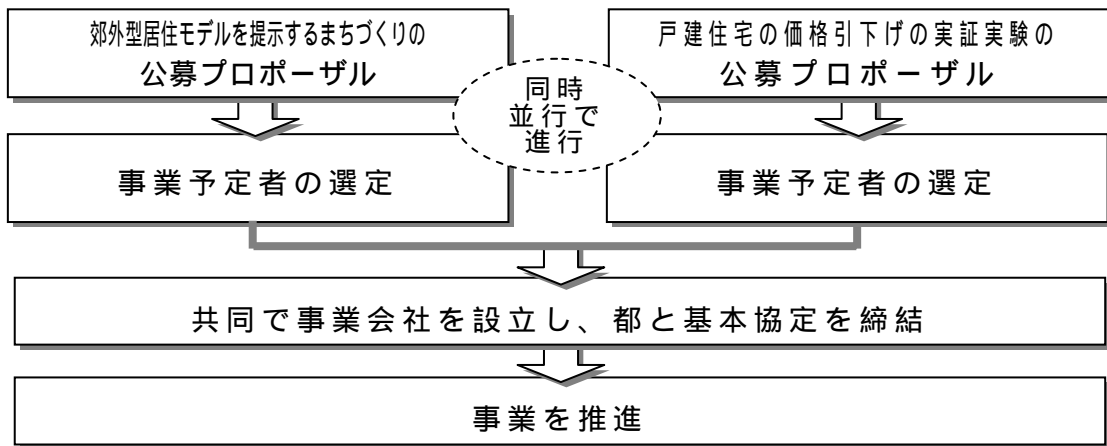 郊外型居住モデルを提示するまちづくりの
公募プロポーザル
戸建住宅の価格引下げの実証実験の
公募プロポーザル
同時
並行で
進行
事業予定者の選定
事業予定者の選定
共同で事業会社を設立し、都と基本協定を締結
事業を推進